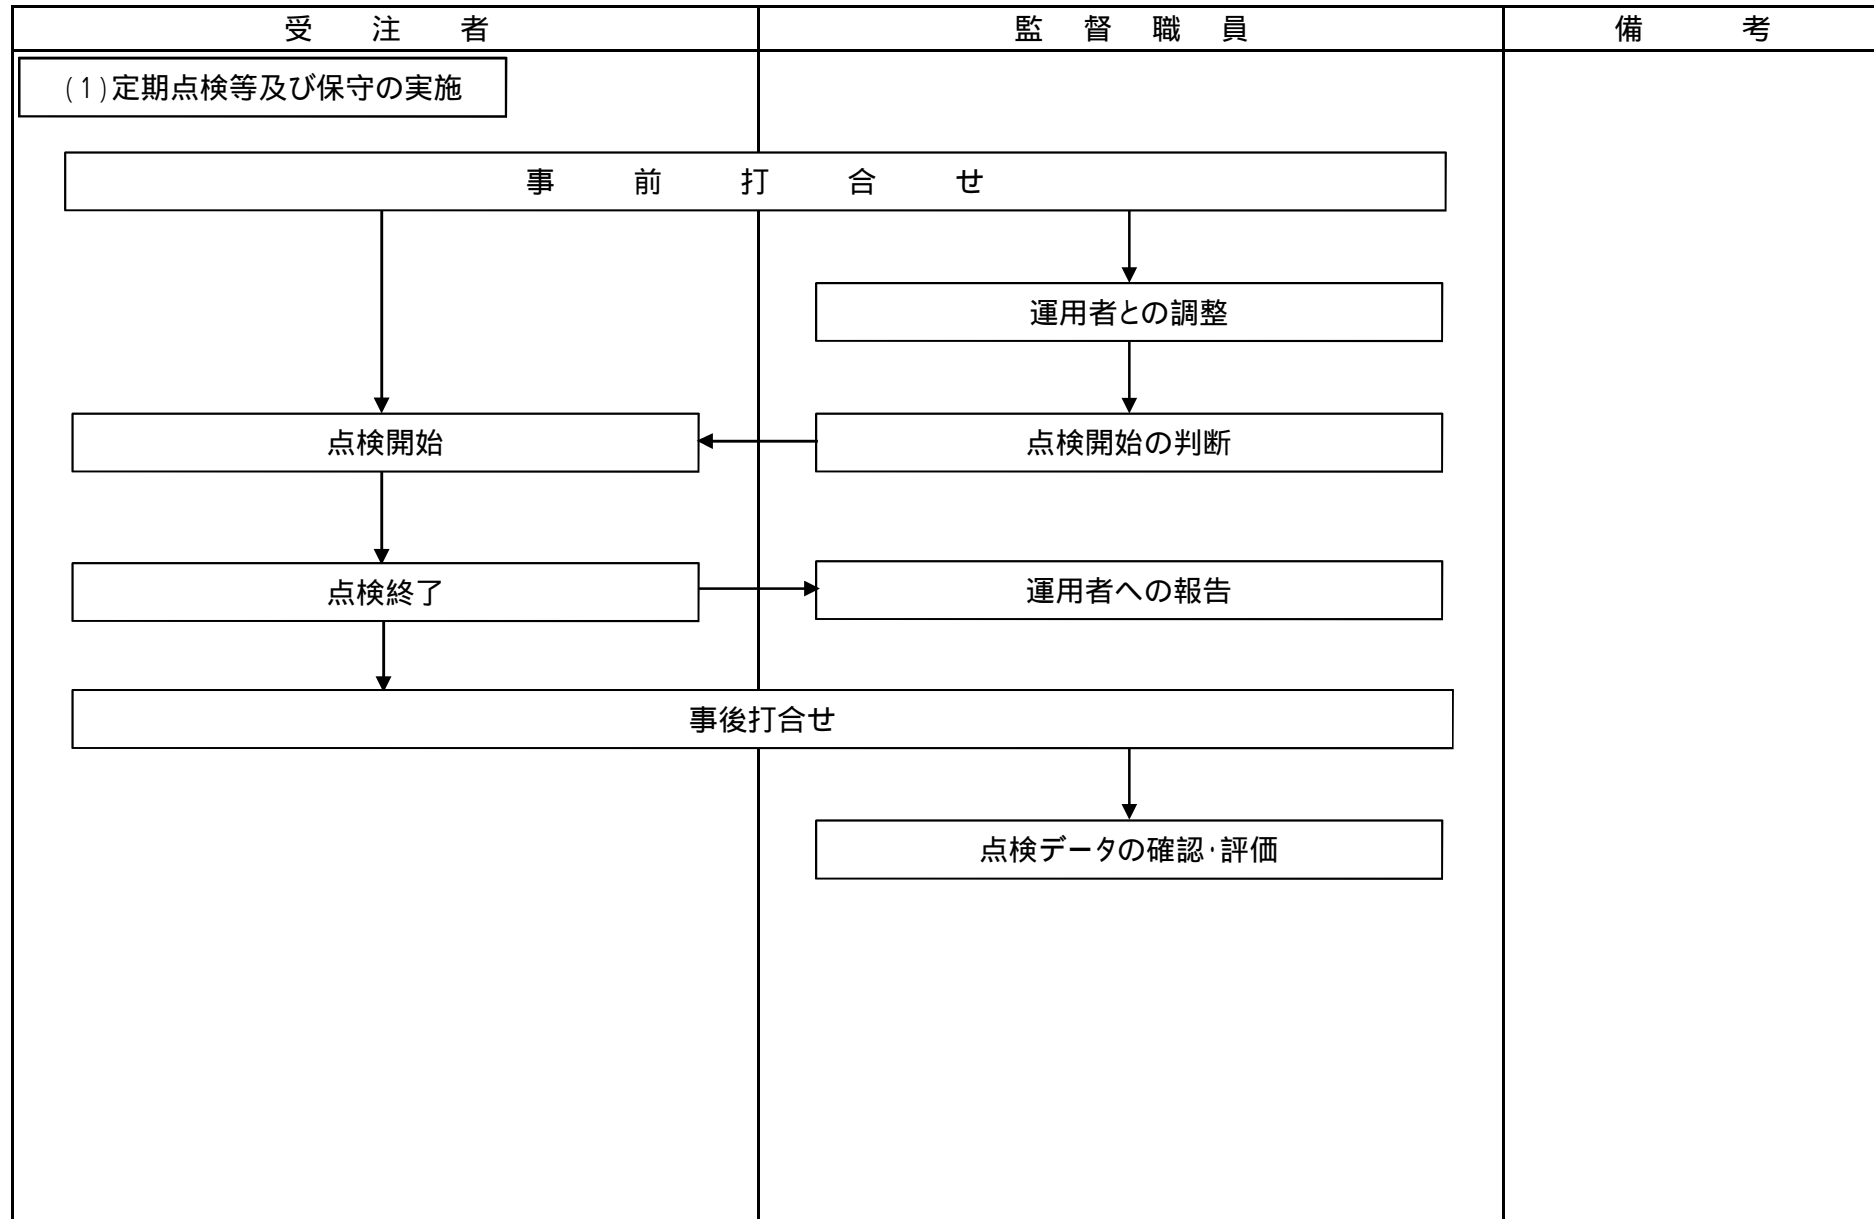 受注者 監督職員 備考
(1)定期点検等及び保守の実施
事前打合せ
運用者との調整
点検開始 点検開始の判断
点検終了 運用者への報告
事後打合せ
点検データの確認・評価